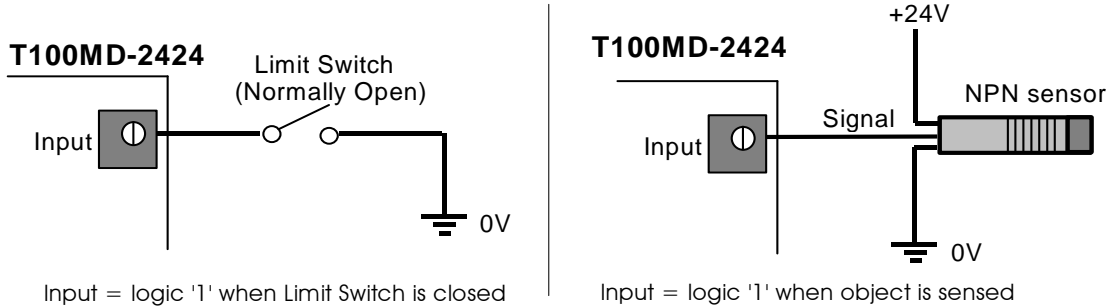 T100MD-2424
Limit Switch
(Normally Open)
Input
0V
Input = logic '1' when Limit Switch is closed
+24V
T100MD-2424
NPN sensor
Signal
Input
0V
Input = logic '1' when object is sensed